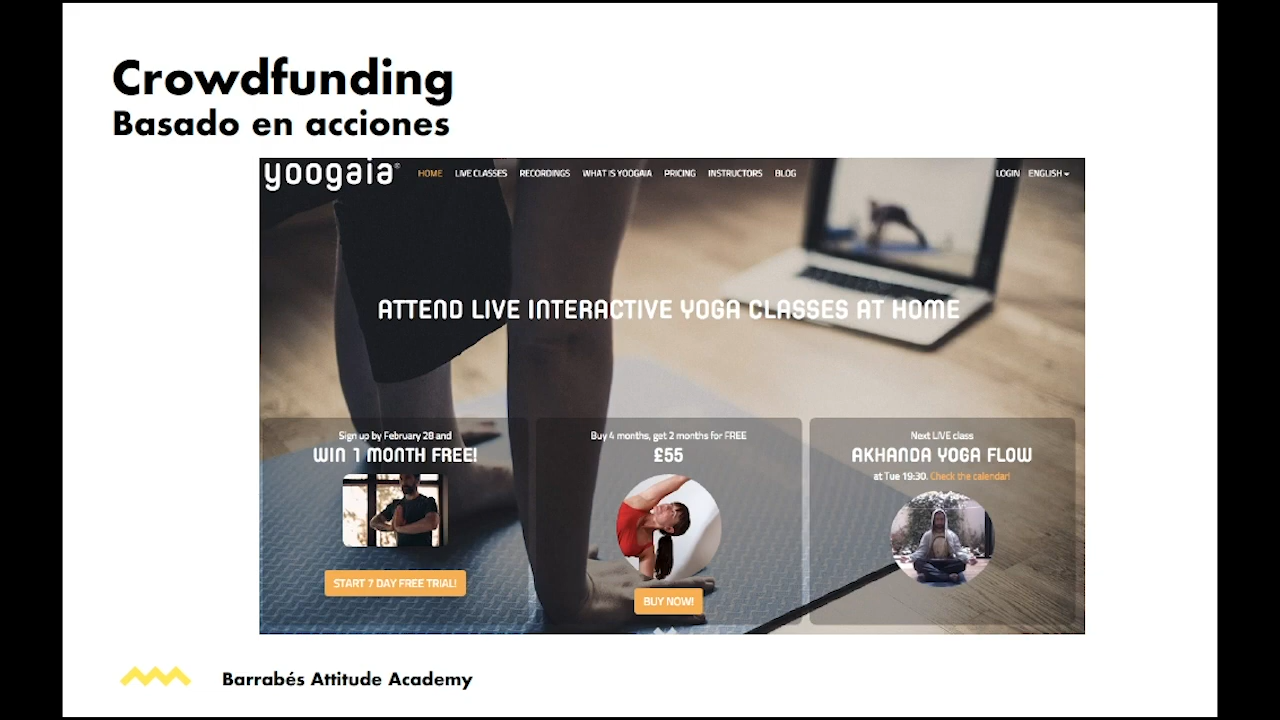 Crowdfunding
Basado en acciones
yoogaia®
HOME LIVE CLASSES RECORDINGS WHAT IS YOOGAIA PRICING INSTRUCTORS BLOG LOGIN ENGLISH
ATTEND LIVE INTERACTIVE YOGA CLASSES AT HOME
Sign up by February 28 and
WIN 1 MONTH FREE!
START 7 DAY FREE TRIAL!
Buy 4 months, get 2 months for FREE
£55
BUY NOW!
Next LIVE class
AKHANDA YOGA FLOW
at Tue 19:30. Check the calendar!
Barrabés Attitude Academy